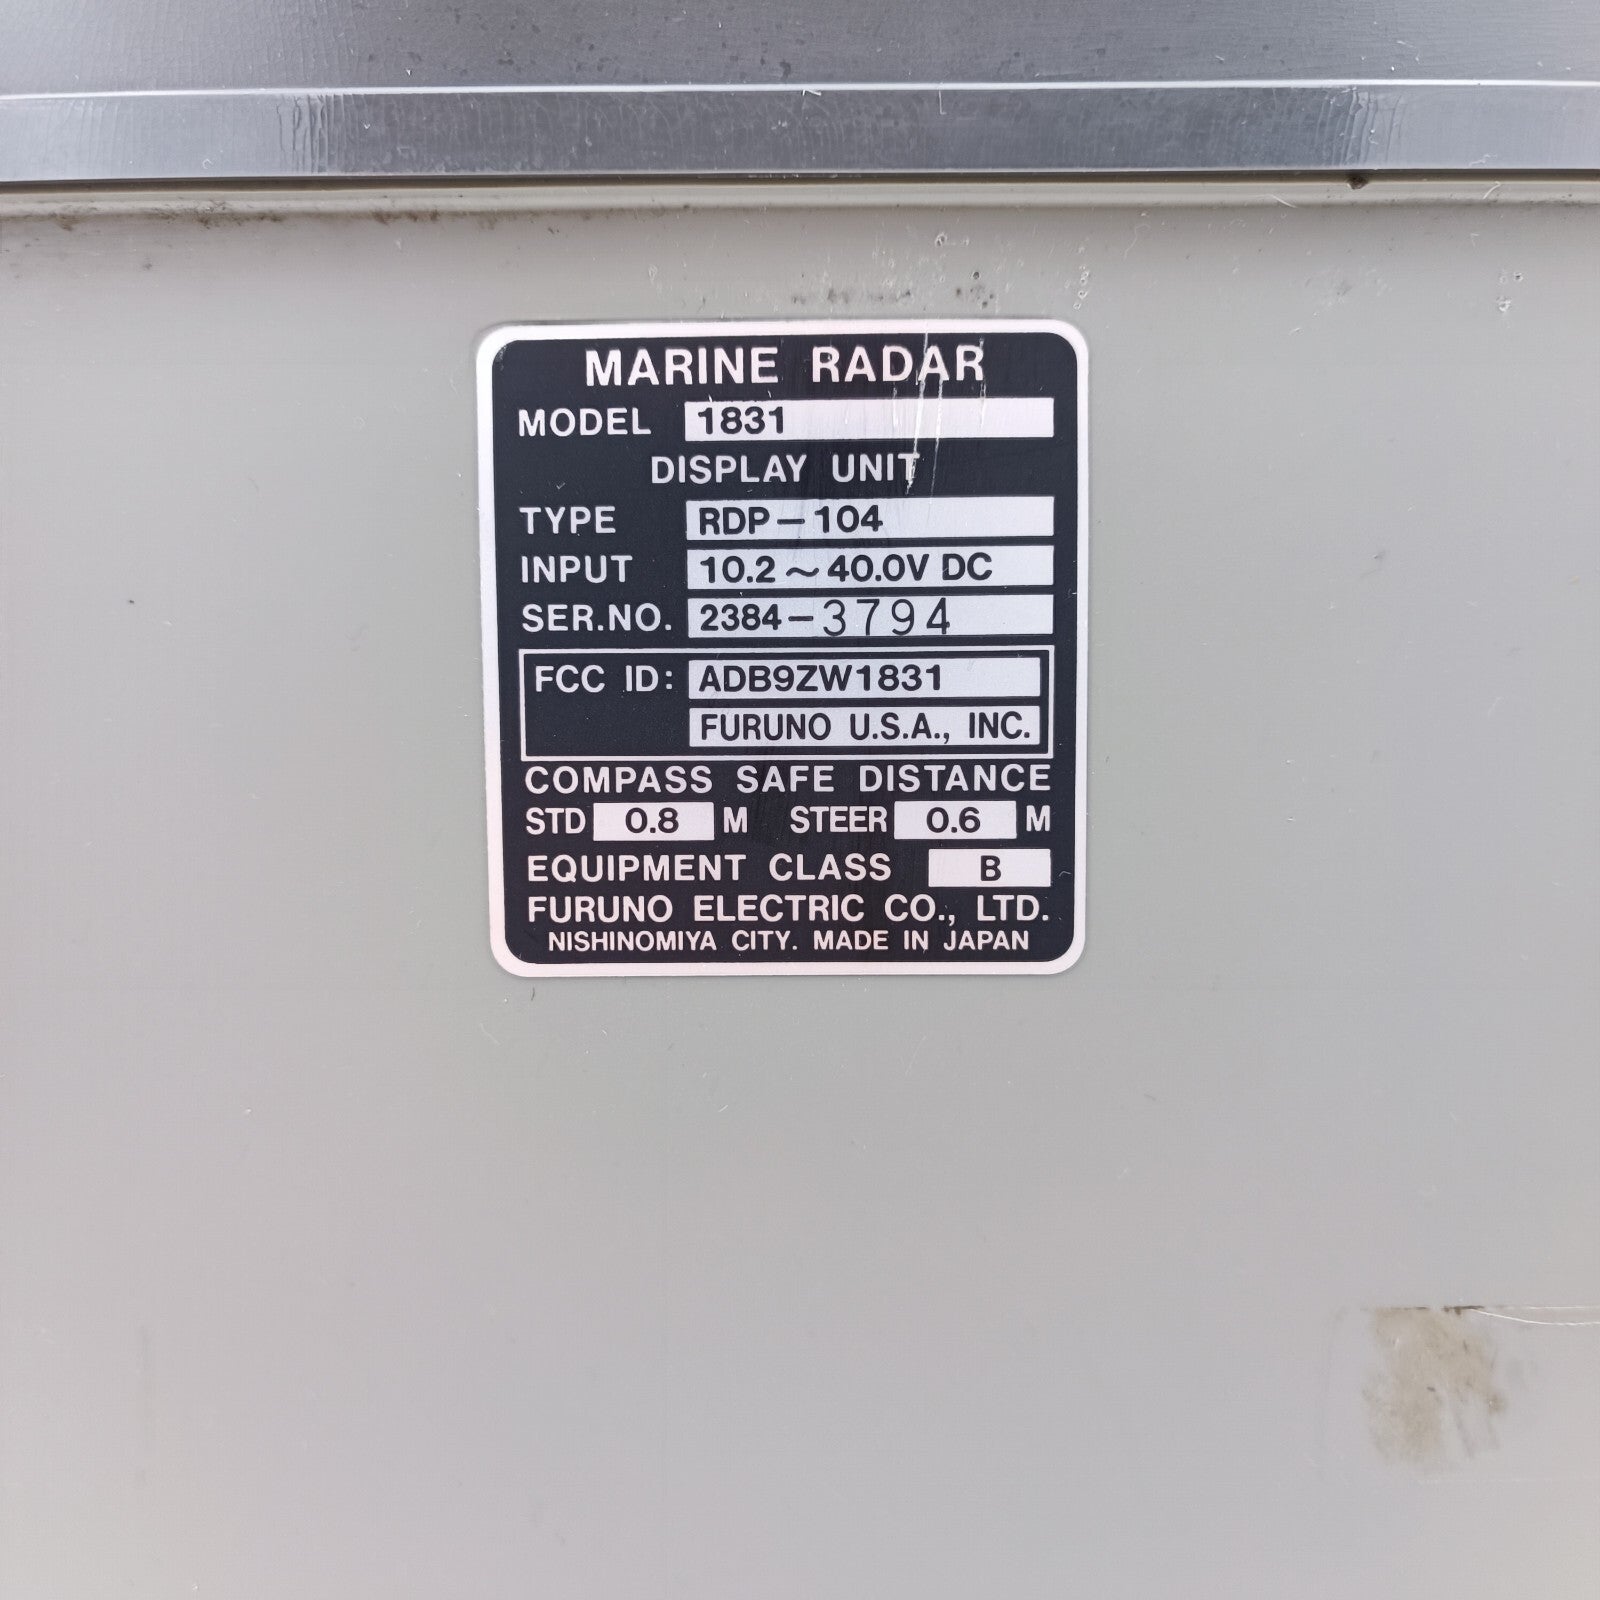 MARINE RADAR
MODEL 1831
DISPLAY UNIT
TYPE RDP-104
INPUT 10.2~40.0V DC
SER.NO. 2384-3794
FCC ID: ADB9ZW1831
FURUNO U.S.A., INC.
COMPASS SAFE DISTANCE
STD 0.8 M STEER 0.6 M
EQUIPMENT CLASS B
FURUNO ELECTRIC CO., LTD.
NISHINOMIYA CITY. MADE IN JAPAN